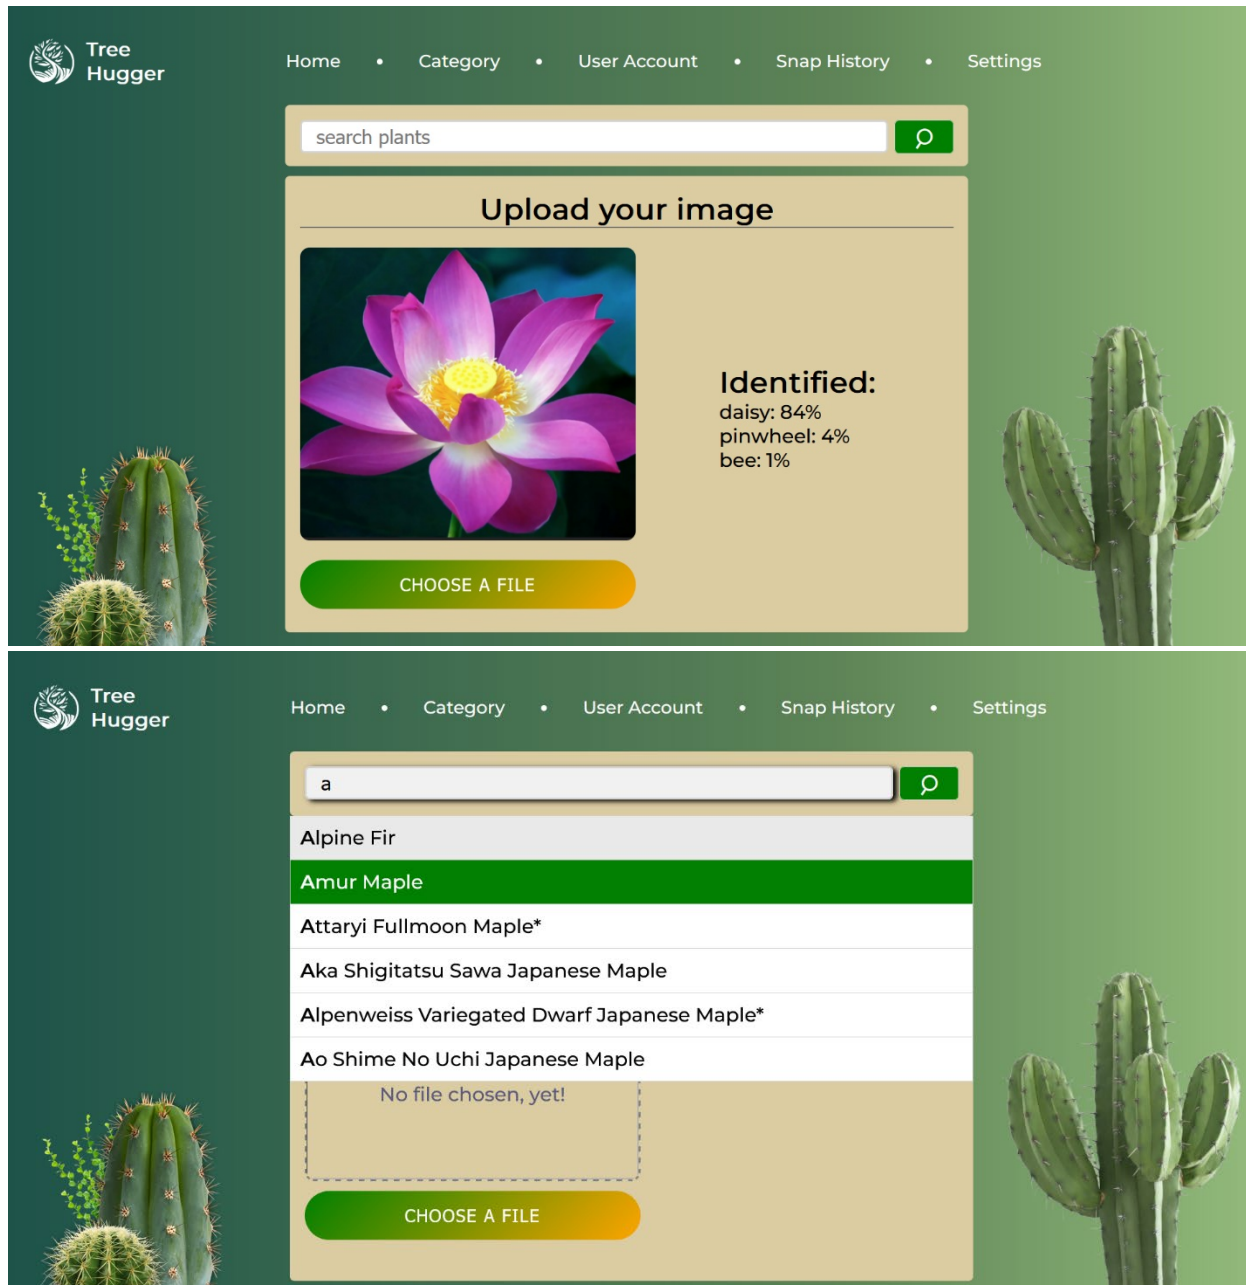 Tree
Hugger
Home • Category • User Account • Snap History • Settings
search plants
Upload your image
Identified:
daisy: 84%
pinwheel: 4%
bee: 1%
CHOOSE A FILE
Tree
Hugger
Home • Category • User Account • Snap History • Settings
a
Alpine Fir
Amur Maple
Attaryi Fullmoon Maple*
Aka Shigitatsu Sawa Japanese Maple
Alpenweiss Variegated Dwarf Japanese Maple*
Ao Shime No Uchi Japanese Maple
No file chosen, yet!
CHOOSE A FILE